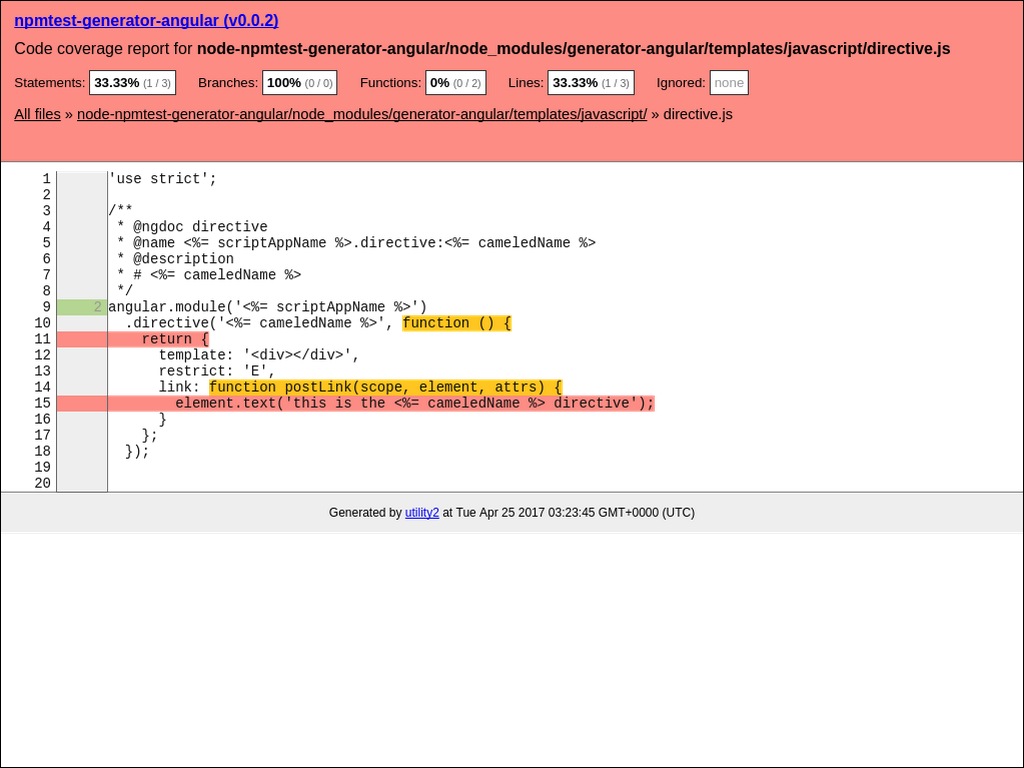 npmtest-generator-angular (v0.0.2)
Code coverage report for node-npmtest-generator-angular/node_modules/generator-angular/templates/javascript/directive.js
Statements: 33.33% (1 / 3) Branches: 100% (0 / 0) Functions: 0% (0 / 2) Lines: 33.33% (1 / 3) Ignored: none
All files » node-npmtest-generator-angular/node_modules/generator-angular/templates/javascript/ » directive.js
1 'use strict';
2
3 /**
4  * @ngdoc directive
5  * @name <%= scriptAppName %>.directive:<%= cameledName %>
6  * @description
7  * # <%= cameledName %>
8  */
9 2 angular.module('<%= scriptAppName %>')
10   .directive('<%= cameledName %>', function () {
11     return {
12       template: '<div></div>',
13       restrict: 'E',
14       link: function postLink(scope, element, attrs) {
15         element.text('this is the <%= cameledName %> directive');
16       }
17     };
18   });
19
20
Generated by utility2 at Tue Apr 25 2017 03:23:45 GMT+0000 (UTC)